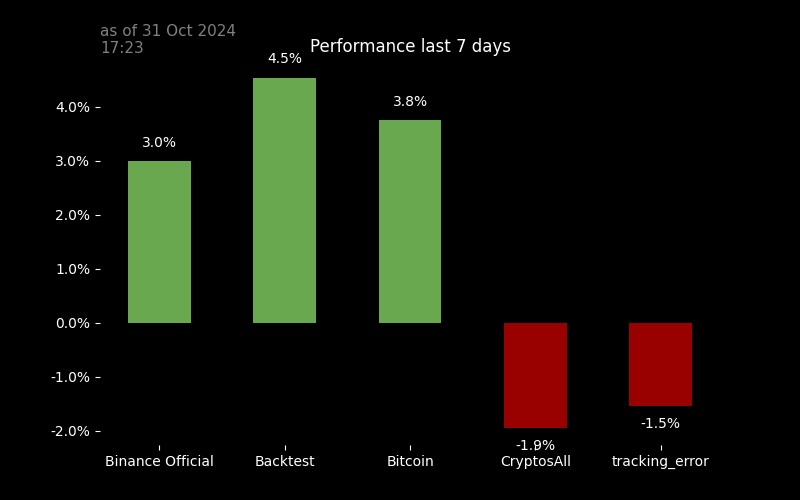 as of 31 Oct 2024
17:23
Performance last 7 days
4.5%
3.8%
3.0%
-1.9%
-1.5%
4.0%
3.0%
2.0%
1.0%
0.0%
-1.0%
-2.0%
Binance Official
Backtest
Bitcoin
CryptosAll
tracking_error